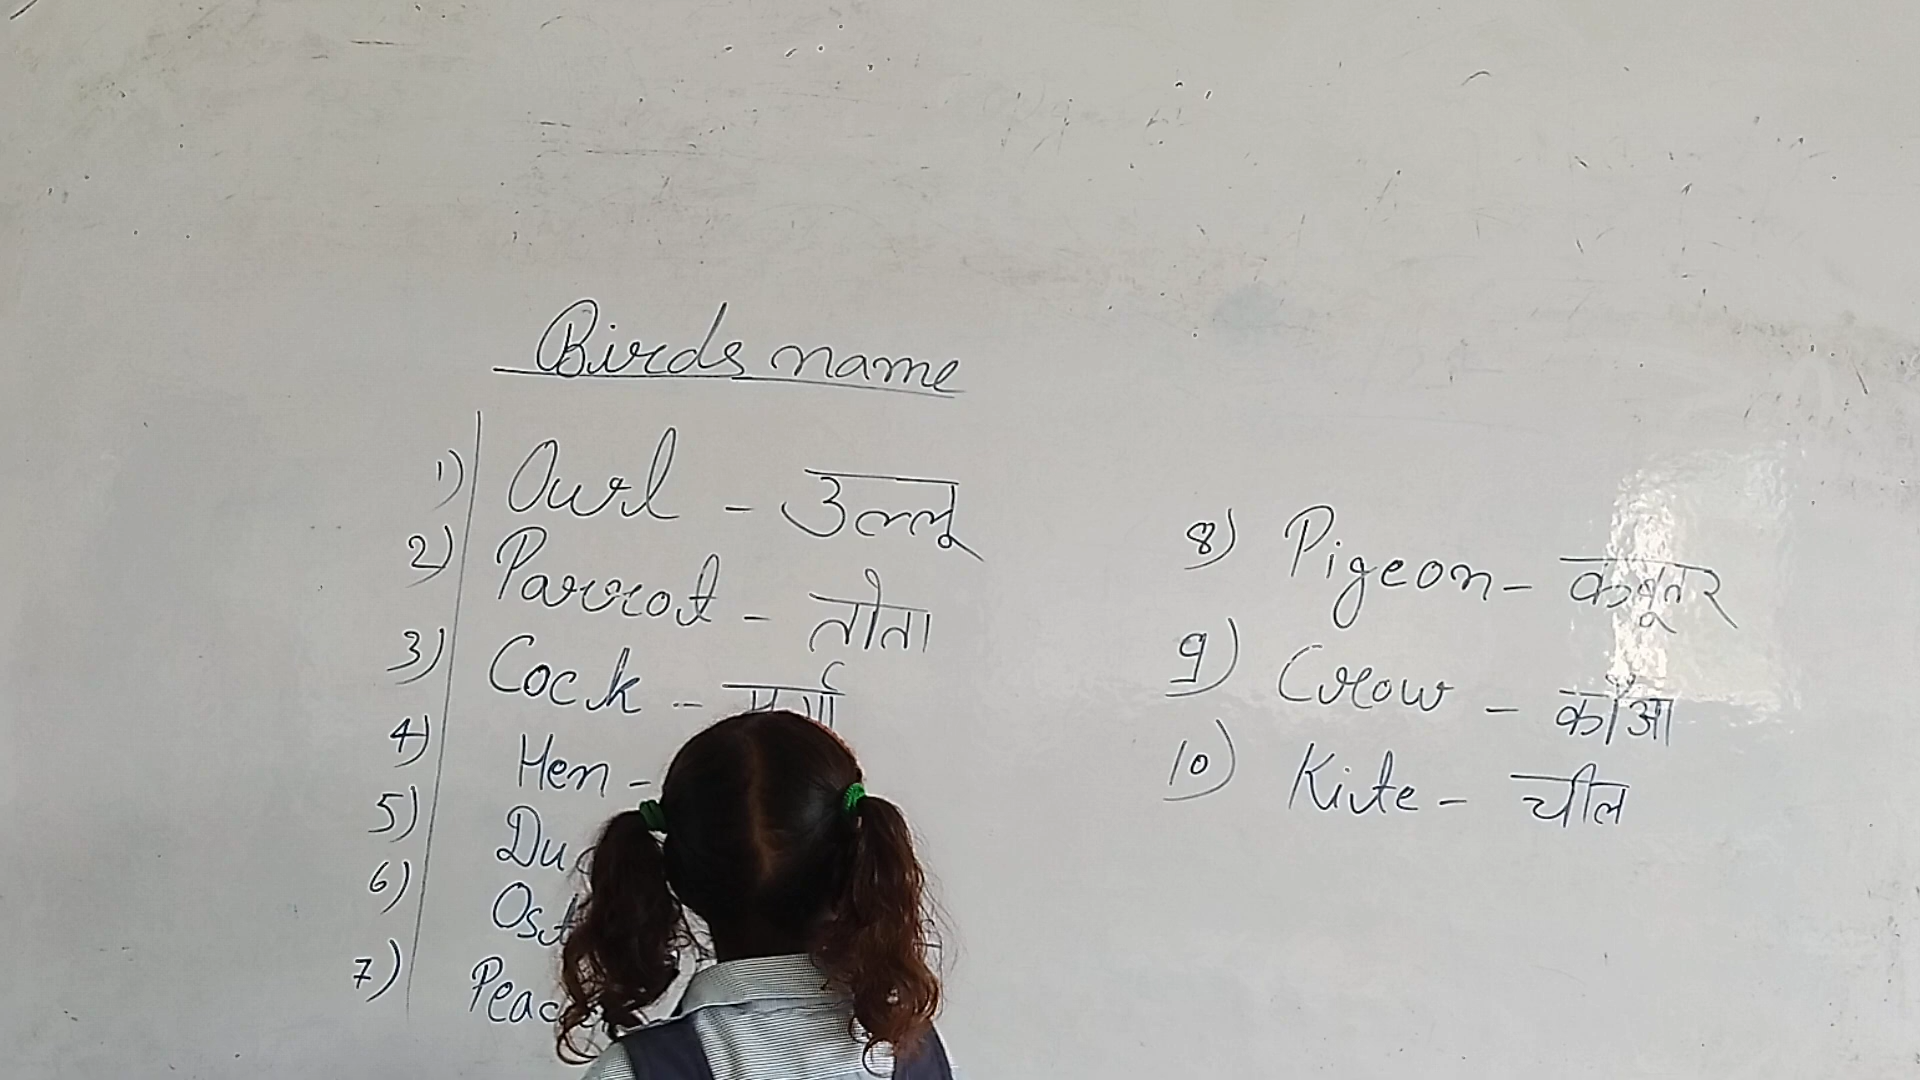 Birds name
1) Owl - उल्लू
2) Parrot - तोता
3) Cock - मुर्गा
4) Hen -
5) Du
6) Ost
7) Peac
8) Pigeon - कबूतर
9) Crow - कौआ
10) Kite - चील